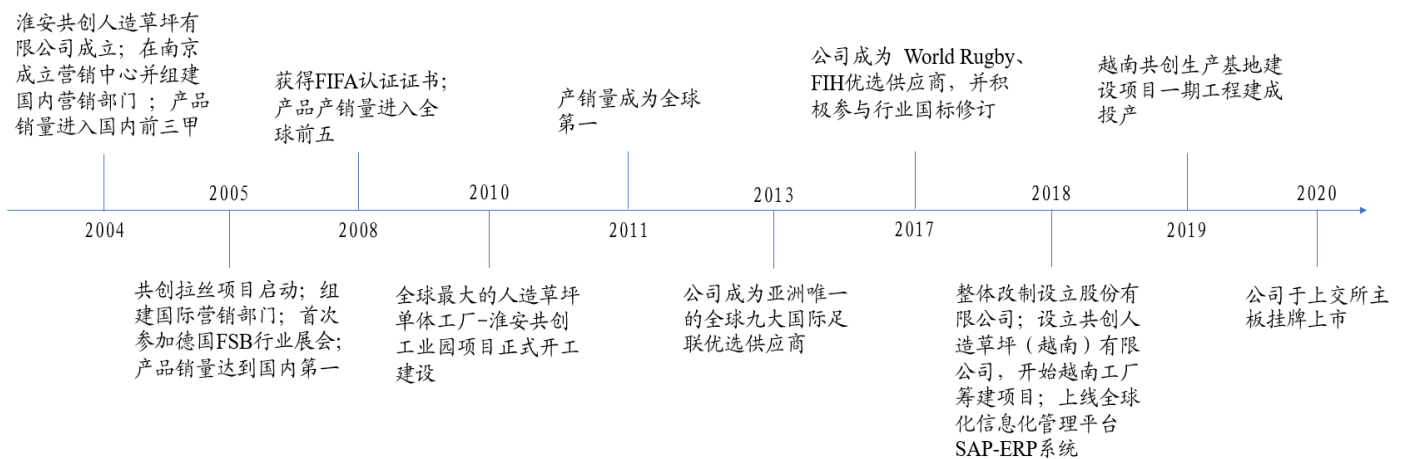 淮安共创人造草坪有
限公司成立；在南京
成立营销中心并组建
国内营销部门 ；产品
销量进入国内前三甲
2004
2005
共创拉丝项目启动；组
建国际营销部门；首次
参加德国FSB行业展会；
产品销量达到国内第一
获得FIFA认证证书；
产品产销量进入全
球前五
2008
2010
全球最大的人造草坪
单体工厂-淮安共创
工业园项目正式开工
建设
产销量成为全球
第一
2011
2013
公司成为亚洲唯一
的全球九大国际足
联优选供应商
公司成为 World Rugby、
FIH优选供应商，并积
极参与行业国标修订
2017
2018
整体改制设立股份有
限公司；设立共创人
造草坪（越南）有限
公司，开始越南工厂
筹建项目；上线全球
化信息化管理平台
SAP-ERP系统
越南共创生产基地建
设项目一期工程建成
投产
2019
2020
公司于上交所主
板挂牌上市